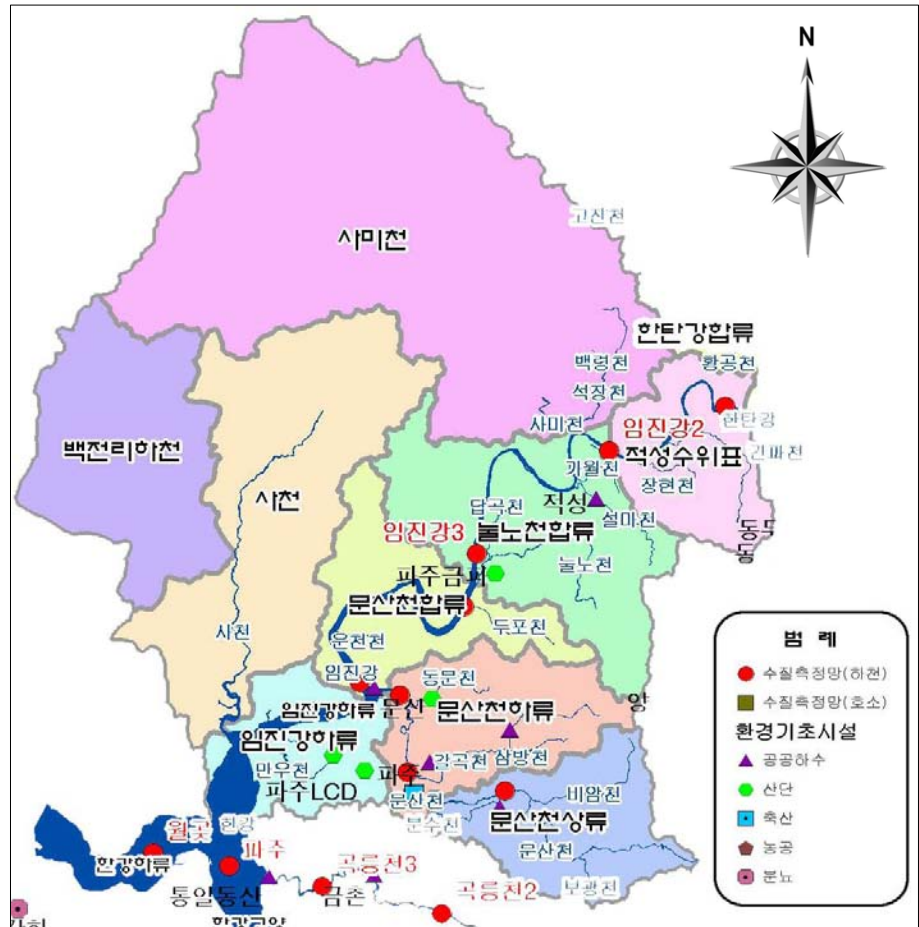 N
고진천
사미천
한탄강합류
황공천
백령천
석장천
한탄강
사미천
임진강2
백전리하천
적성수위표
기월천
장현천
사천
답곡천
적성
설마천
임진강3
눌노천합류
눌노천
파주금파
문산천합류
두포천
사천
운천천
임진강
동문천
임진강하류
문산
문산천하류
임진강하류
갈곡천
삼방천
만우천
파주
파주LCD
문산천
비암천
분수천
문산천상류
문산천
월곶
한강
파주
곡릉천3
한강하류
보광천
통일동산
금촌
곡릉천2
범 례
수질측정망(하천)
수질측정망(호소)
환경기초시설
공공하수
산단
축산
농공
분뇨